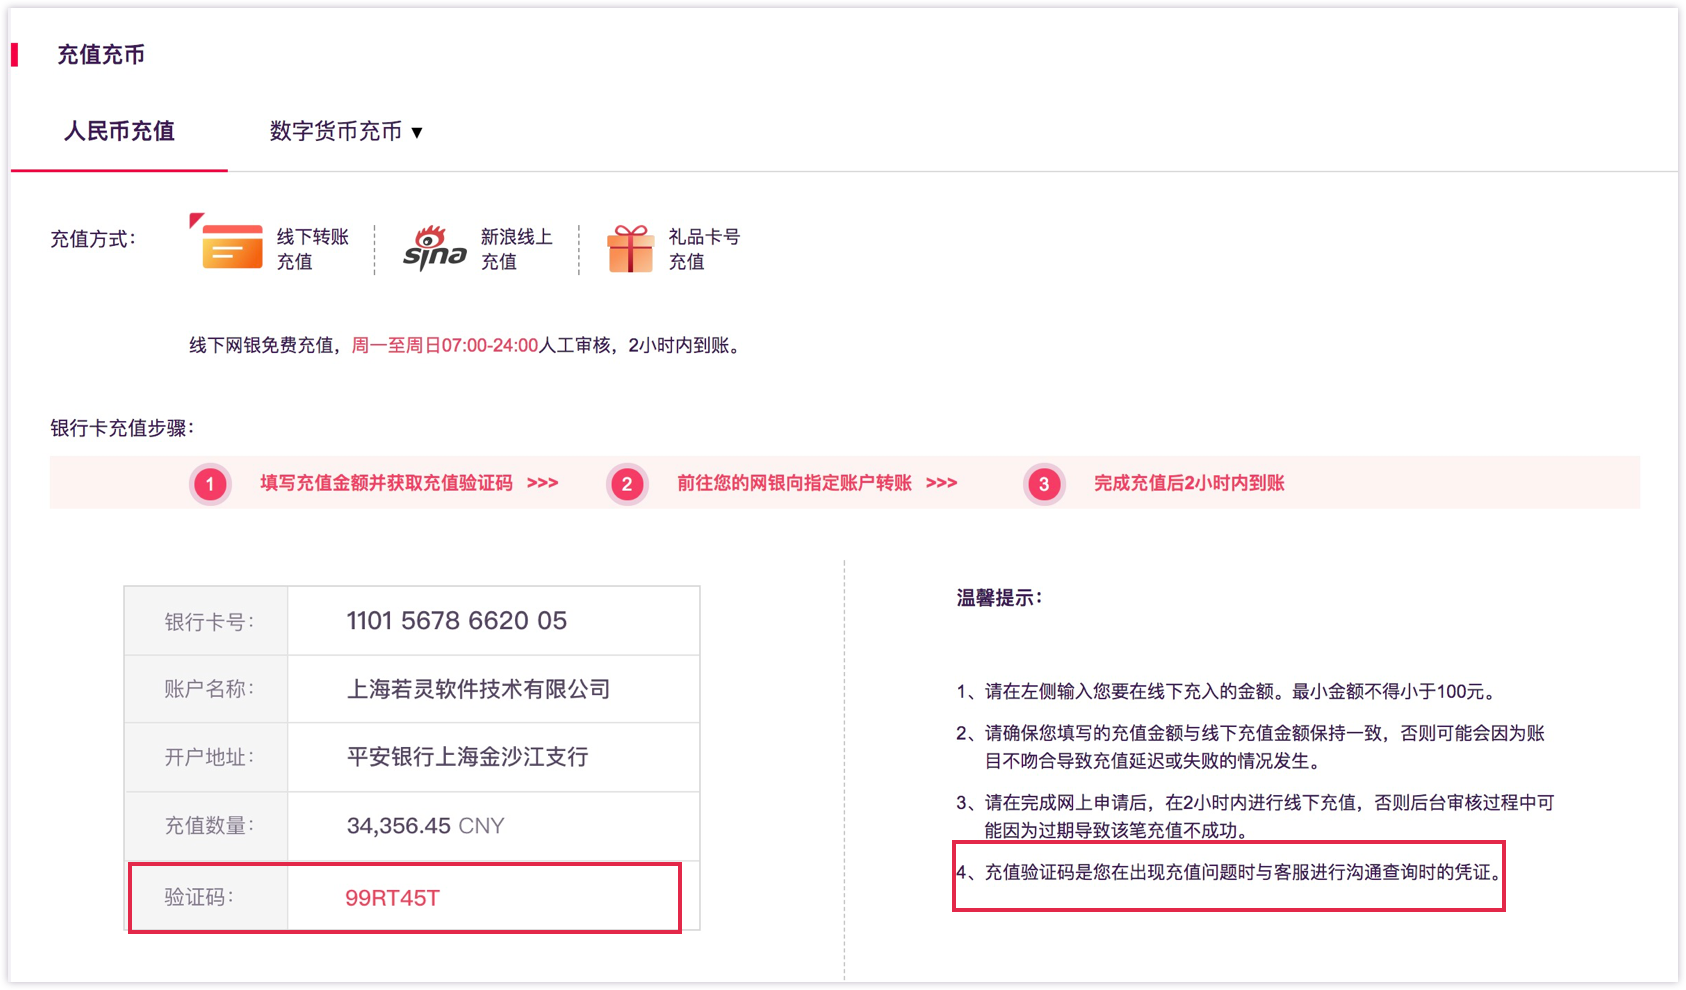 充值充币
人民币充值
数字货币充币 ▼
充值方式：
线下转账
充值
sina
新浪线上
充值
礼品卡号
充值
线下网银免费充值，周一至周日07:00-24:00人工审核，2小时内到账。
银行卡充值步骤：
1 填写充值金额并获取充值验证码 >>> 2 前往您的网银向指定账户转账 >>> 3 完成充值后2小时内到账
银行卡号： 1101 5678 6620 05
账户名称： 上海若灵软件技术有限公司
开户地址： 平安银行上海金沙江支行
充值数量： 34,356.45 CNY
验证码： 99RT45T
温馨提示：
1、请在左侧输入您要在线下充入的金额。最小金额不得小于100元。
2、请确保您填写的充值金额与线下充值金额保持一致，否则可能会因为账
目不吻合导致充值延迟或失败的情况发生。
3、请在完成网上申请后，在2小时内进行线下充值，否则后台审核过程中可
能因为过期导致该笔充值不成功。
4、充值验证码是您在出现充值问题时与客服进行沟通查询时的凭证。